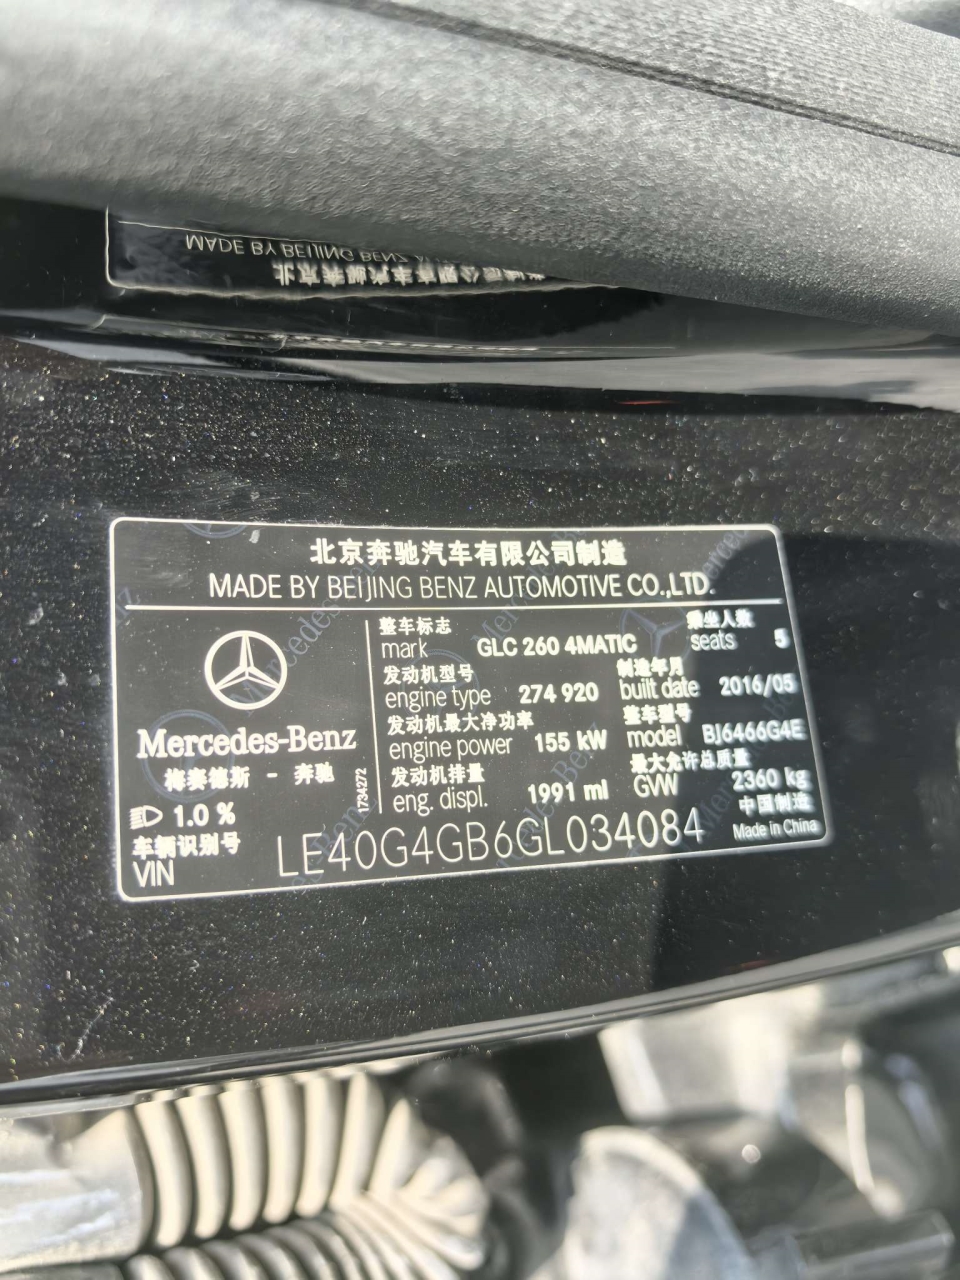 MADE BY BEIJING BENZ
北京奔驰汽车有限公司制造
MADE BY BEIJING BENZ AUTOMOTIVE CO.,LTD.
整车标志
mark GLC 260 4MATIC
乘坐人数
seats 5
发动机型号
engine type 274 920
制造年月
built date 2016/05
发动机最大净功率
engine power 155 kW
整车型号
model BJ6466G4E
发动机排量
eng. displ. 1991 ml
最大允许总质量
GVW 2360 kg
Mercedes-Benz
梅赛德斯 - 奔驰
1734272
1.0 %
中国制造
Made in China
车辆识别号
VIN LE40G4GB6GL034084